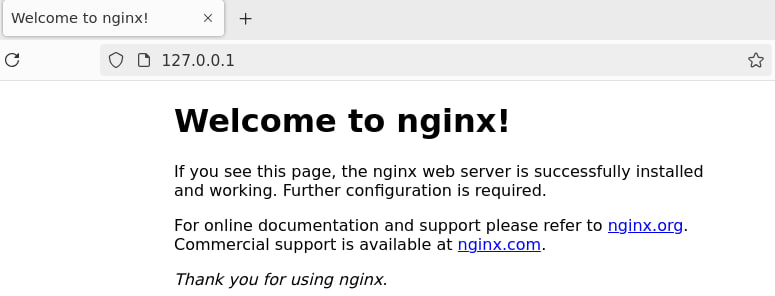 Welcome to nginx!
127.0.0.1
Welcome to nginx!
If you see this page, the nginx web server is successfully installed
and working. Further configuration is required.
For online documentation and support please refer to nginx.org.
Commercial support is available at nginx.com.
Thank you for using nginx.